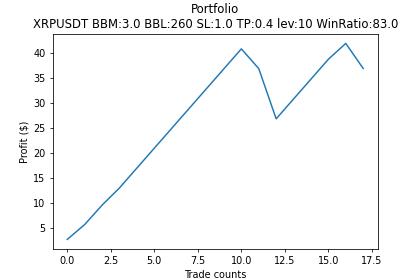 Portfolio
XRPUSDT BBM:3.0 BBL:260 SL:1.0 TP:0.4 lev:10 WinRatio:83.0
Profit ($)
40
35
30
25
20
15
10
5
0.0 2.5 5.0 7.5 10.0 12.5 15.0 17.5
Trade counts